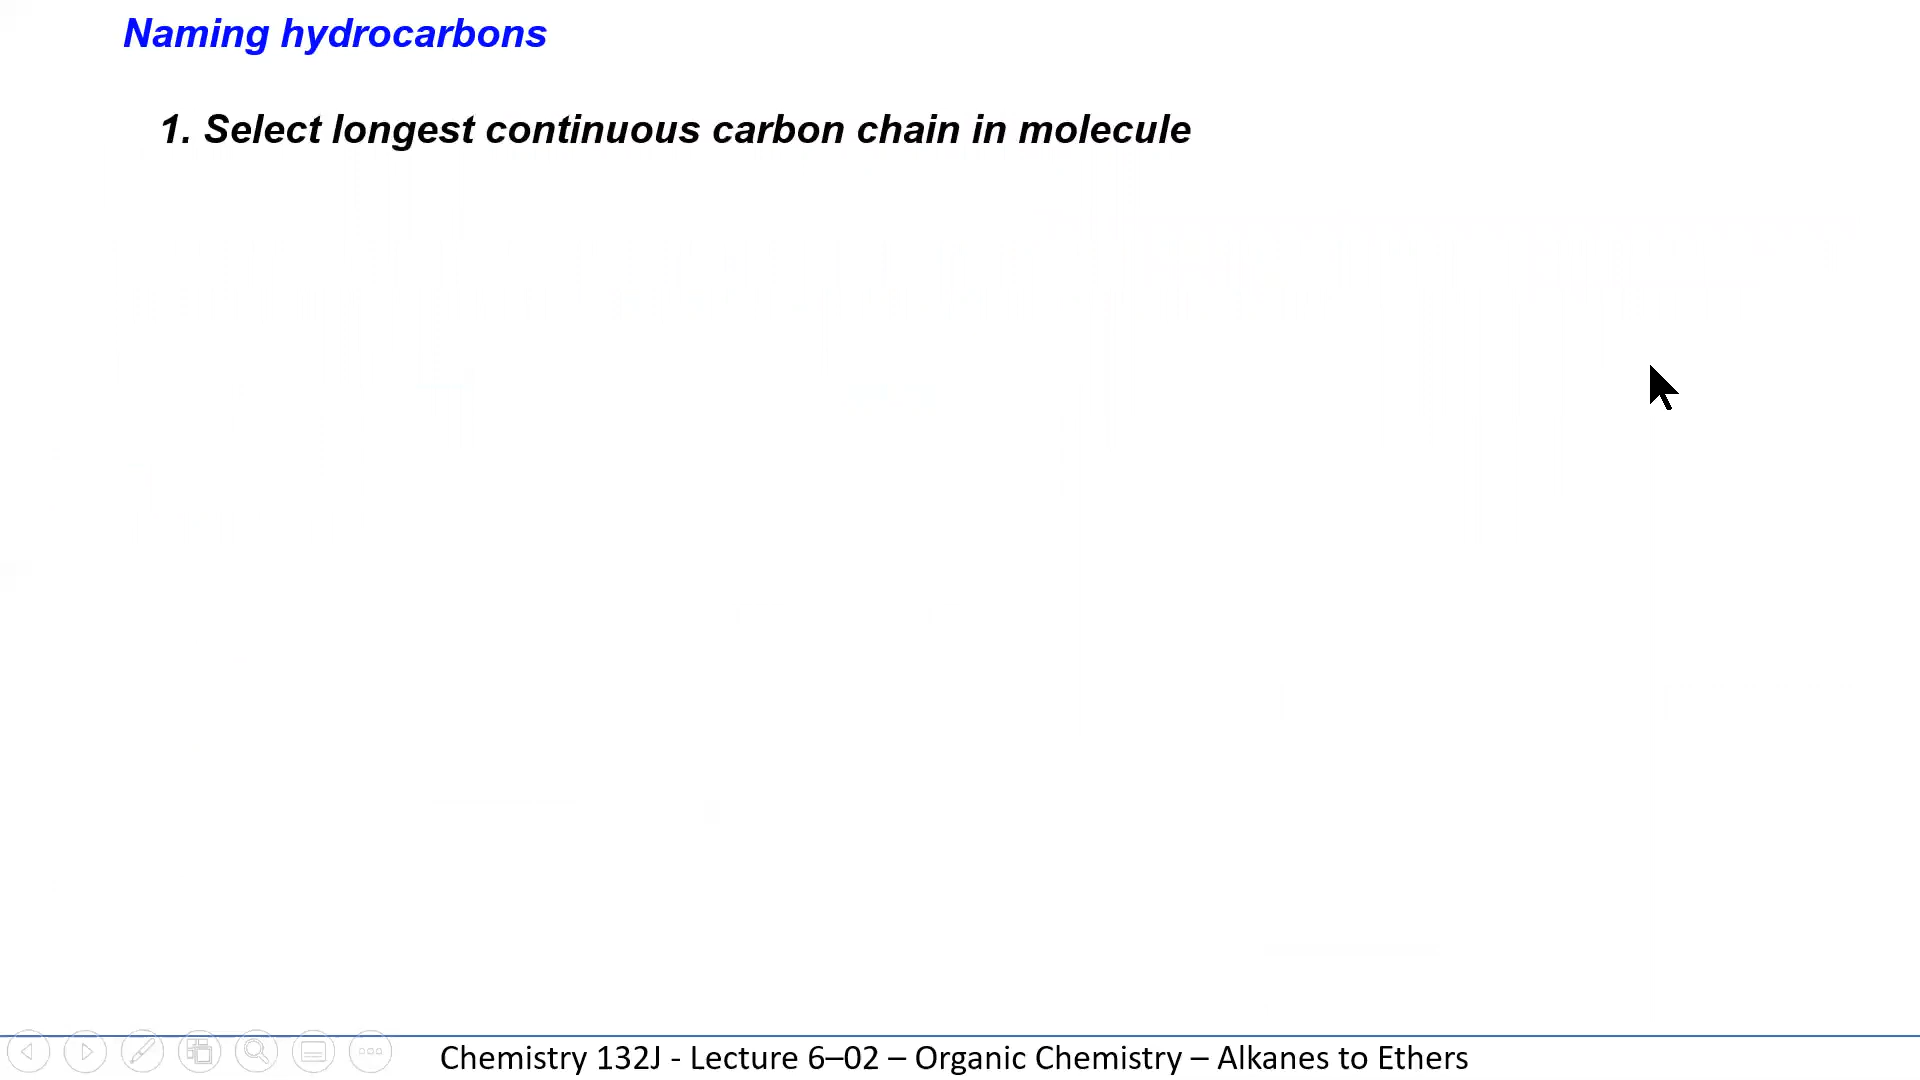 Naming hydrocarbons
1. Select longest continuous carbon chain in molecule
Chemistry 132J - Lecture 6–02 – Organic Chemistry – Alkanes to Ethers